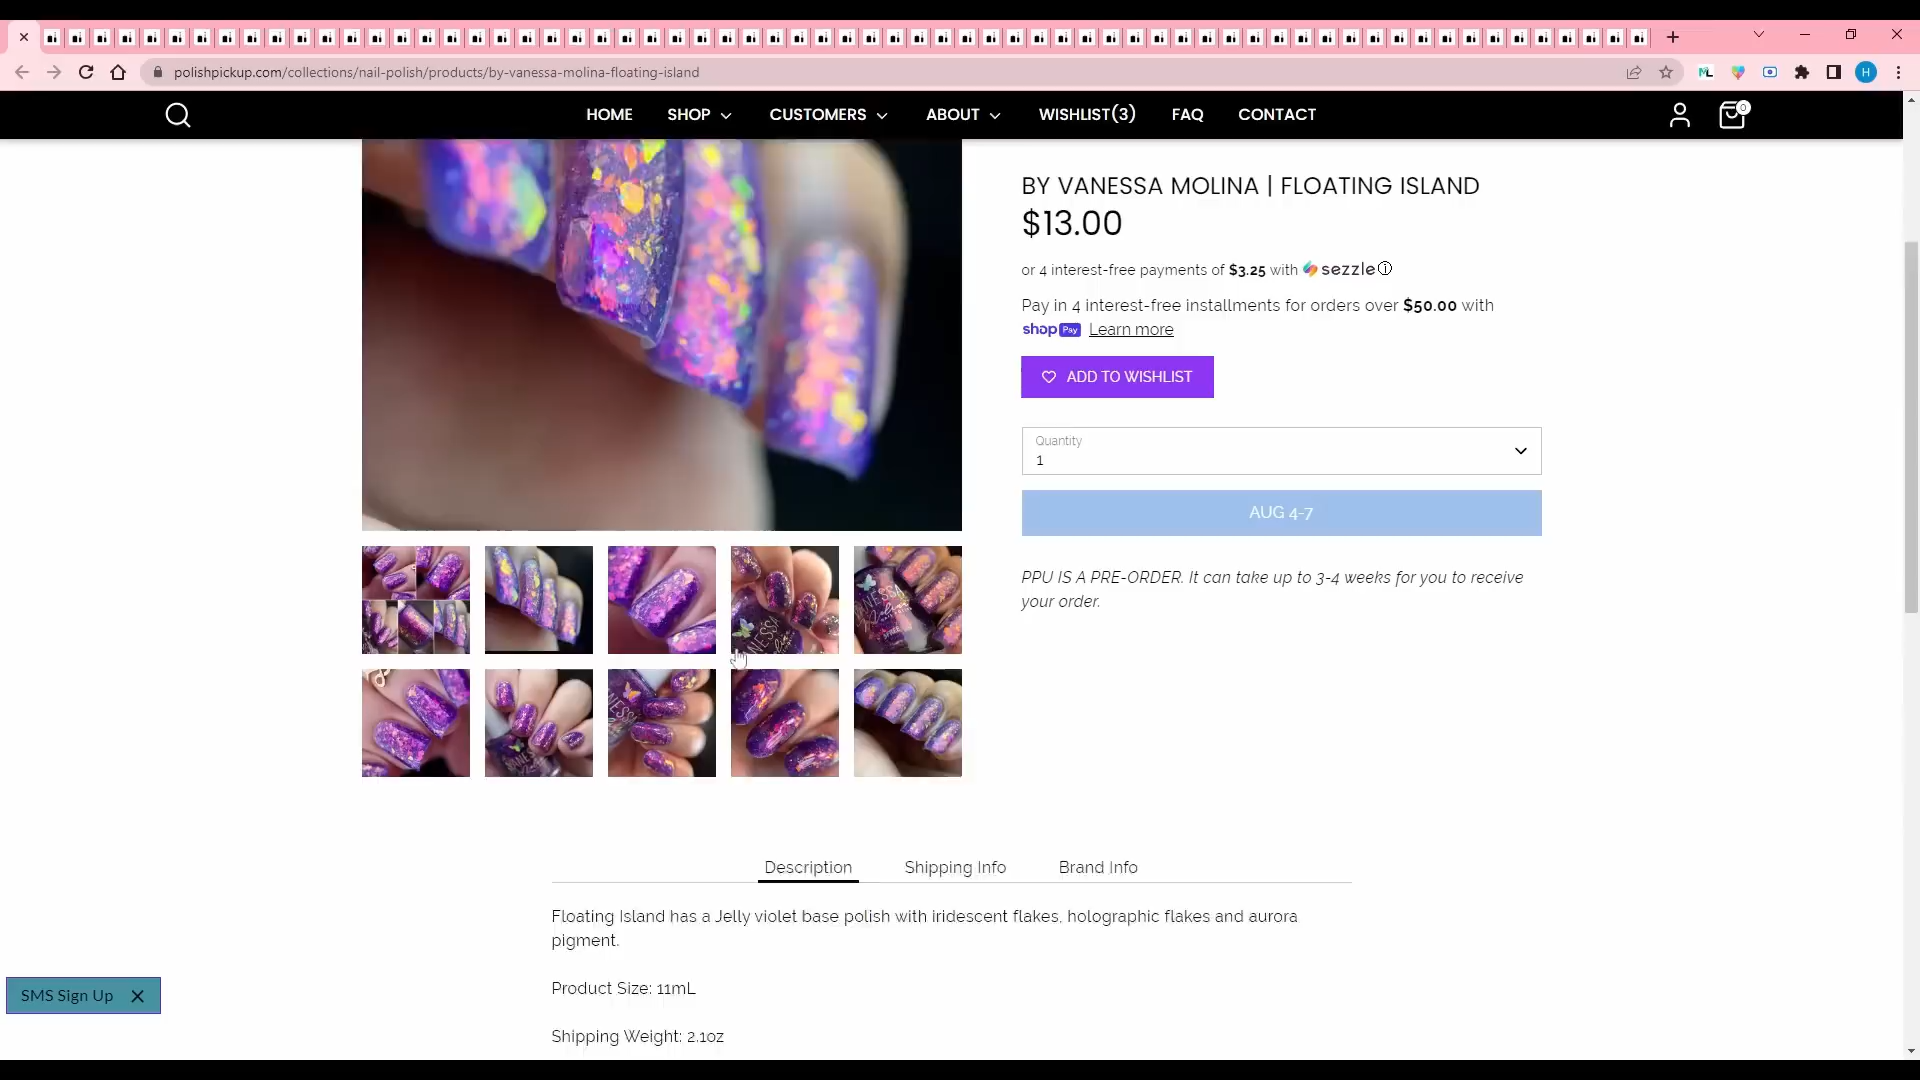 polishpickup.com/collections/nail-polish/products/by-vanessa-molina-floating-island
H
HOME
SHOP
CUSTOMERS
ABOUT
WISHLIST(3)
FAQ
CONTACT
0
BY VANESSA MOLINA | FLOATING ISLAND
$13.00
or 4 interest-free payments of $3.25 with sezzle
Pay in 4 interest-free installments for orders over $50.00 with
shop Pay Learn more
ADD TO WISHLIST
Quantity
1
AUG 4-7
PPU IS A PRE-ORDER. It can take up to 3-4 weeks for you to receive
your order.
Description
Shipping Info
Brand Info
Floating Island has a Jelly violet base polish with iridescent flakes, holographic flakes and aurora
pigment.
Product Size: 11mL
Shipping Weight: 2.1oz
SMS Sign Up